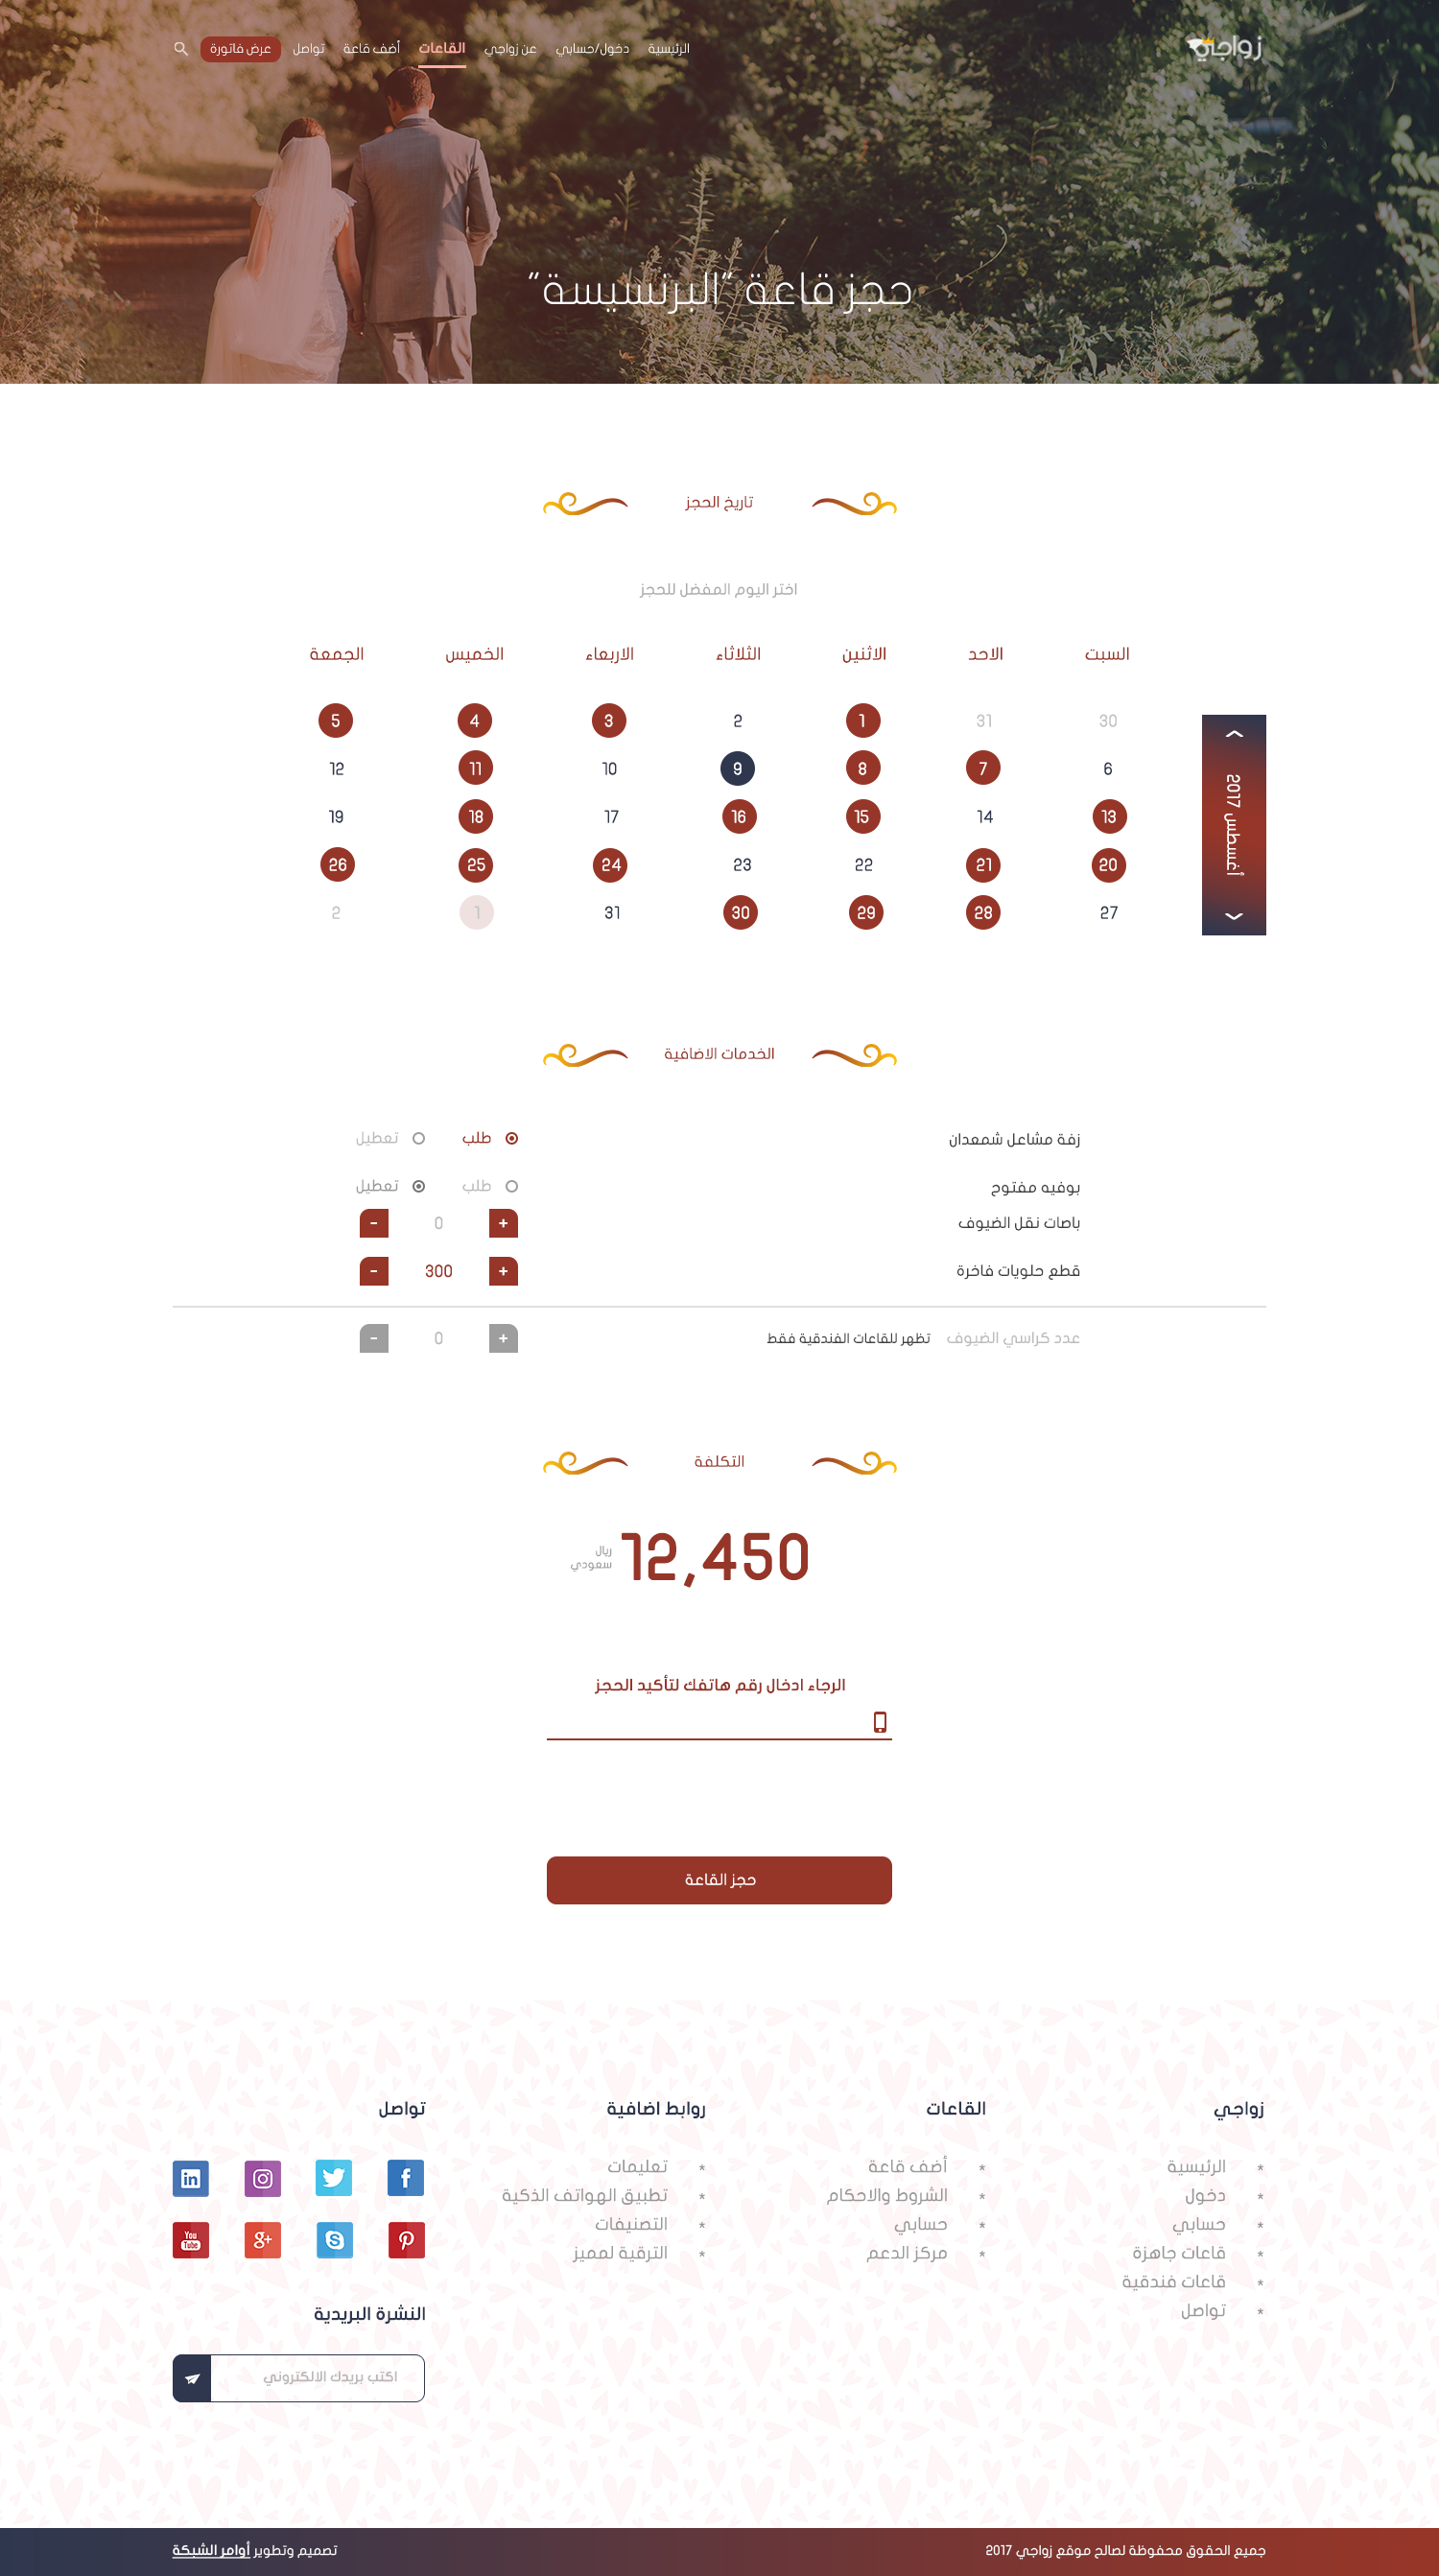 زواجي
الرئيسية دخول/حسابي عن زواجي القاعات أضف قاعة تواصل عرض فاتورة
حجز قاعة "البرنسيسة"
تاريخ الحجز
اختر اليوم المفضل للحجز
السبت الاحد الاثنين الثلاثاء الاربعاء الخميس الجمعة
30 31 1 2 3 4 5
6 7 8 9 10 11 12
13 14 15 16 17 18 19
20 21 22 23 24 25 26
27 28 29 30 31 1 2
أغسطس 2017
الخدمات الاضافية
زفة مشاعل شمعدان طلب تعطيل
بوفيه مفتوح طلب تعطيل
باصات نقل الضيوف + 0 -
قطع حلويات فاخرة + 300 -
عدد كراسي الضيوف تظهر للقاعات الفندقية فقط + 0 -
التكلفة
12,450 ريال
سعودي
الرجاء ادخال رقم هاتفك لتأكيد الحجز
حجز القاعة
زواجي
* الرئيسية
* دخول
* حسابي
* قاعات جاهزة
* قاعات فندقية
* تواصل
القاعات
* أضف قاعة
* الشروط والاحكام
* حسابي
* مركز الدعم
روابط اضافية
* تعليمات
* تطبيق الهواتف الذكية
* التصنيفات
* الترقية لمميز
تواصل
f in
g+ You
Tube
النشرة البريدية
اكتب بريدك الالكتروني
جميع الحقوق محفوظة لصالح موقع زواجي 2017
تصميم وتطوير أوامر الشبكة